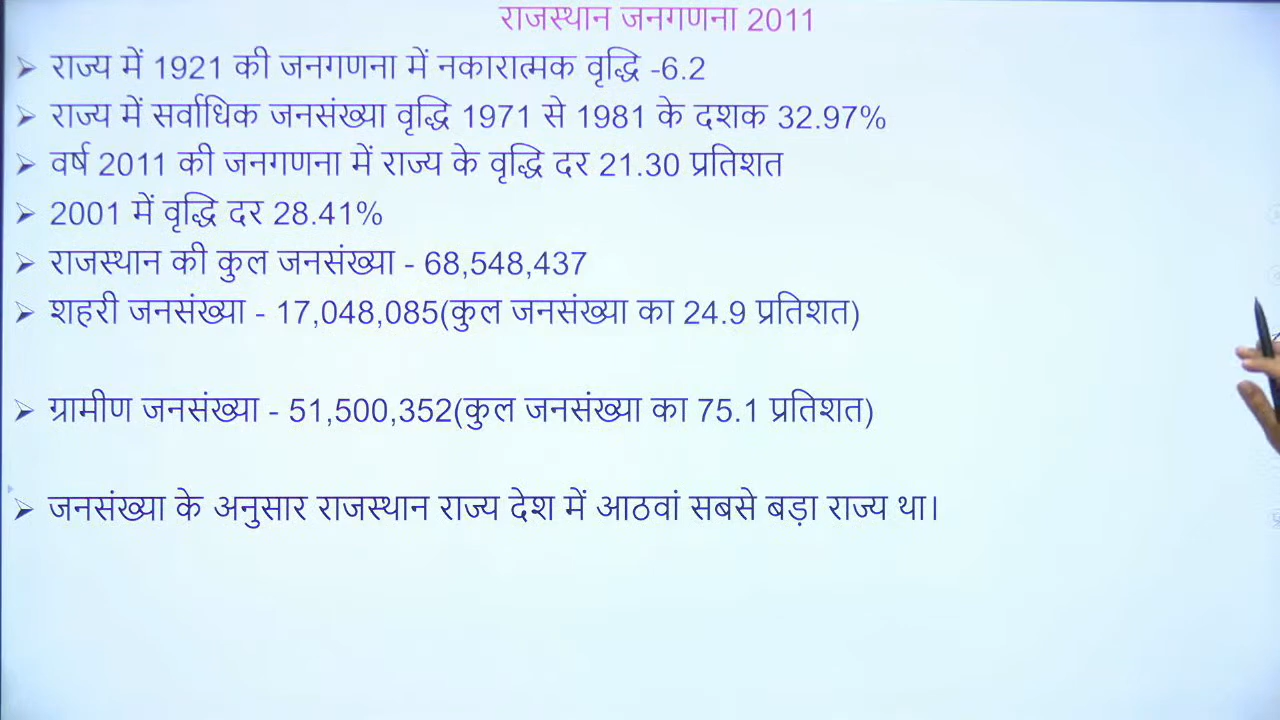 राजस्थान जनगणना 2011
➢ राज्य में 1921 की जनगणना में नकारात्मक वृद्धि -6.2
➢ राज्य में सर्वाधिक जनसंख्या वृद्धि 1971 से 1981 के दशक 32.97%
➢ वर्ष 2011 की जनगणना में राज्य के वृद्धि दर 21.30 प्रतिशत
➢ 2001 में वृद्धि दर 28.41%
➢ राजस्थान की कुल जनसंख्या - 68,548,437
➢ शहरी जनसंख्या - 17,048,085(कुल जनसंख्या का 24.9 प्रतिशत)
➢ ग्रामीण जनसंख्या - 51,500,352(कुल जनसंख्या का 75.1 प्रतिशत)
➢ जनसंख्या के अनुसार राजस्थान राज्य देश में आठवां सबसे बड़ा राज्य था।